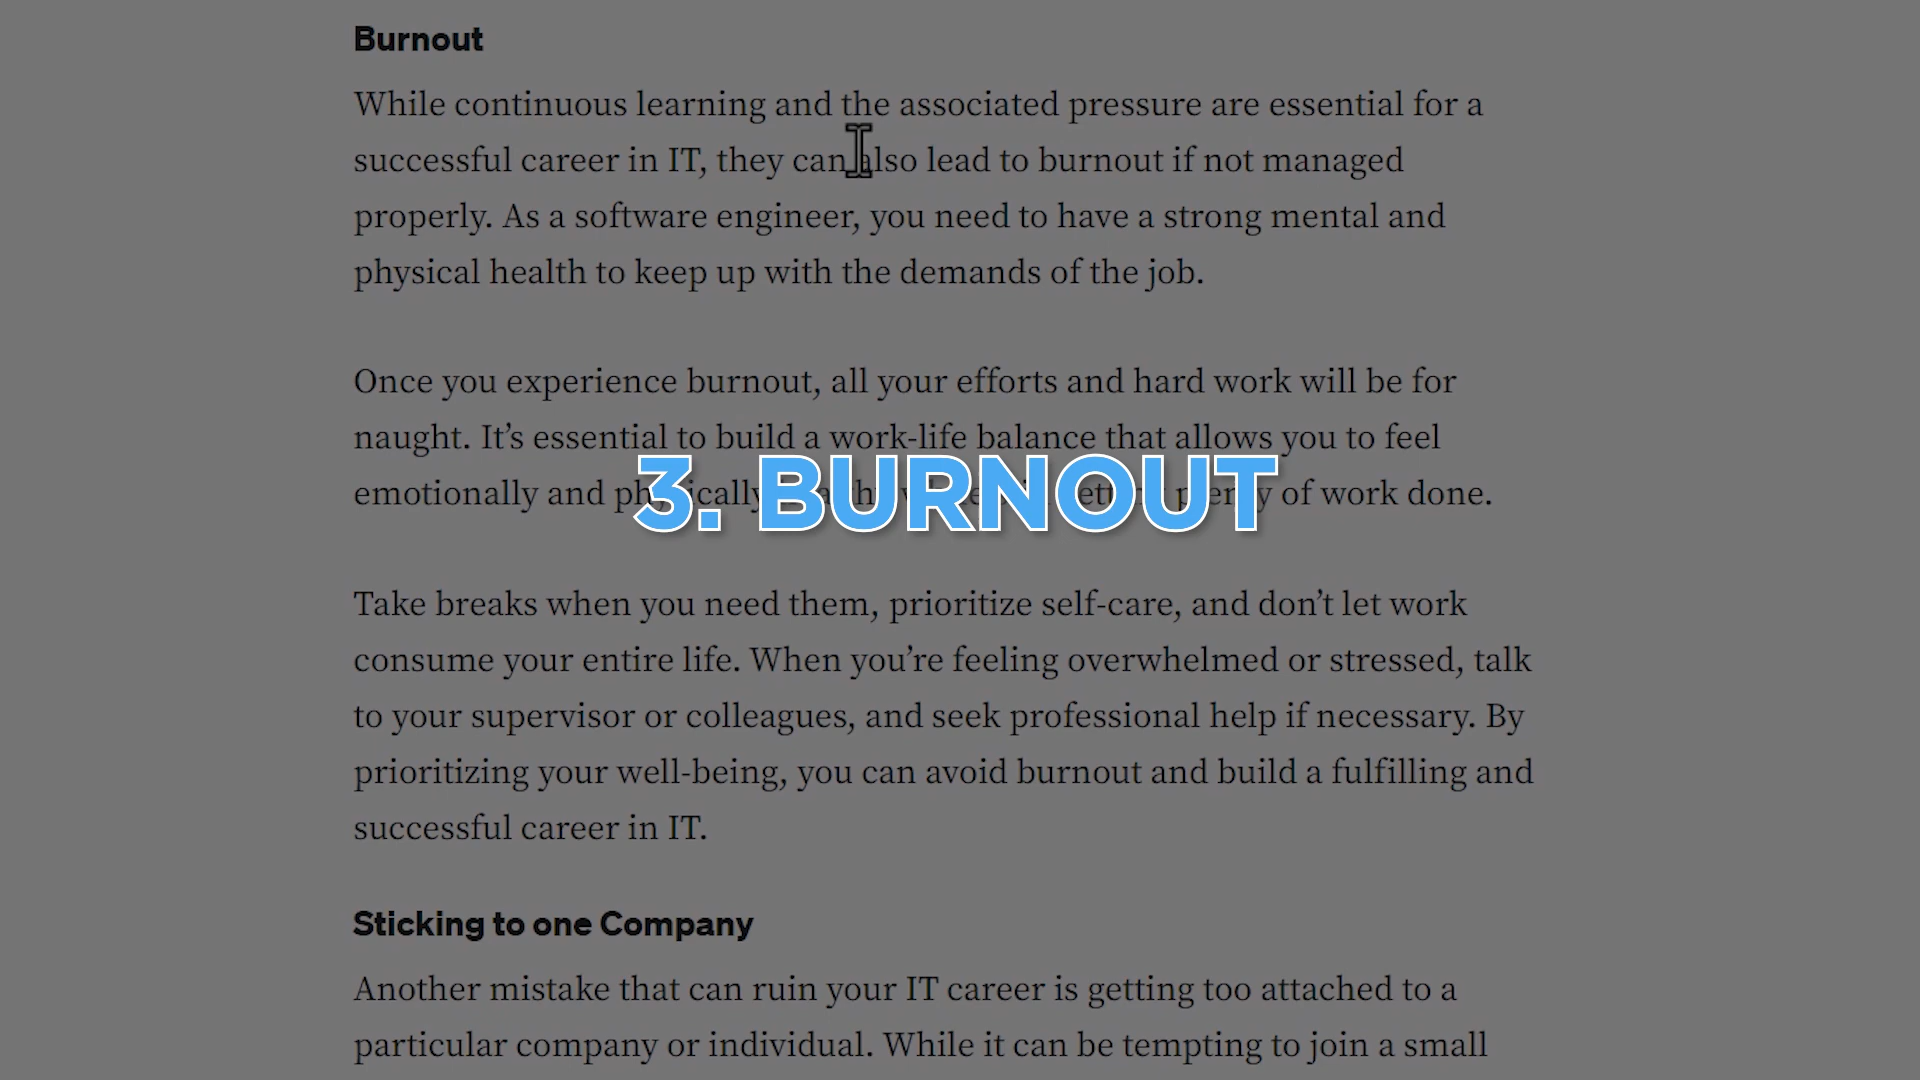 Burnout
While continuous learning and the associated pressure are essential for a
successful career in IT, they can also lead to burnout if not managed
properly. As a software engineer, you need to have a strong mental and
physical health to keep up with the demands of the job.
Once you experience burnout, all your efforts and hard work will be for
naught. It's essential to build a work-life balance that allows you to feel
emotionally and physically of work done.
3. BURNOUT
Take breaks when you need them, prioritize self-care, and don't let work
consume your entire life. When you're feeling overwhelmed or stressed, talk
to your supervisor or colleagues, and seek professional help if necessary. By
prioritizing your well-being, you can avoid burnout and build a fulfilling and
successful career in IT.
Sticking to one Company
Another mistake that can ruin your IT career is getting too attached to a
particular company or individual. While it can be tempting to join a small